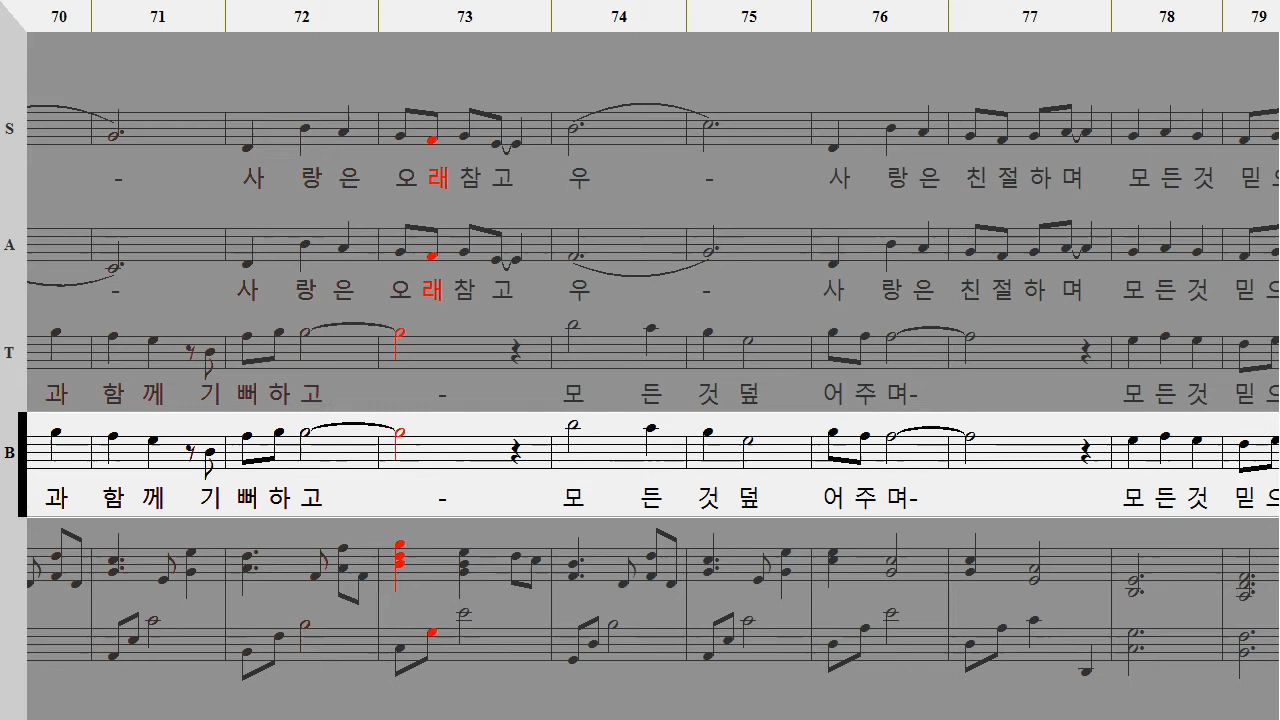 70 71 72 73 74 75 76 77 78 79
S
- 사 랑 은 오 래 참 고 우 - 사 랑 은 친 절 하 며 모 든 것 믿
A
- 사 랑 은 오 래 참 고 우 - 사 랑 은 친 절 하 며 모 든 것 믿
T
과 함 께 기 뻐 하 고 - 모 든 것 덮 어 주 며- 모 든 것 믿
B
과 함 께 기 뻐 하 고 - 모 든 것 덮 어 주 며- 모 든 것 믿